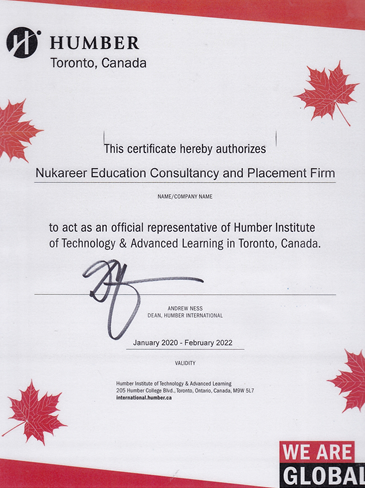 HUMBER
Toronto, Canada
This certificate hereby authorizes
Nukareer Education Consultancy and Placement Firm
NAME/COMPANY NAME
to act as an official representative of Humber Institute
of Technology & Advanced Learning in Toronto, Canada.
ANDREW NESS
DEAN, HUMBER INTERNATIONAL
January 2020 - February 2022
VALIDITY
Humber Institute of Technology & Advanced Learning
205 Humber College Blvd., Toronto, Ontario, Canada, M9W 5L7
international.humber.ca
WE ARE
GLOBAL